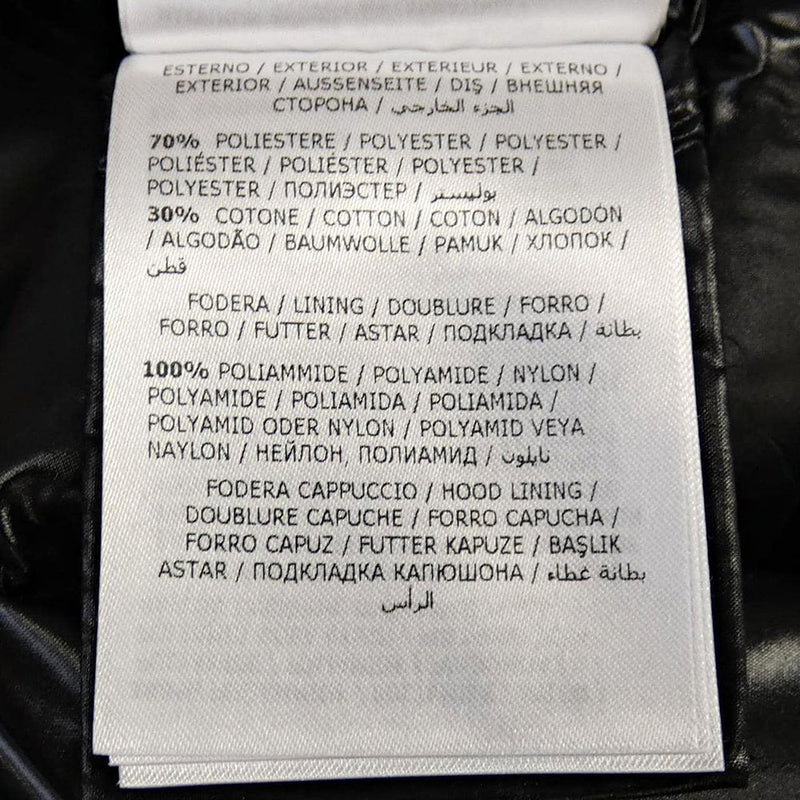 ESTERNO / EXTERIOR / EXTERIEUR / EXTERNO /
EXTERIOR / AUSSENSEITE / DIŞ / ВНЕШНЯЯ
СТОРОНА / الجزء الخارجي
70% POLIESTERE / POLYESTER / POLYESTER /
POLIÉSTER / POLIÉSTER / POLYESTER /
POLYESTER / ПОЛИЭСТЕР / بوليستر
30% COTONE / COTTON / COTON / ALGODÓN
/ ALGODÃO / BAUMWOLLE / PAMUK / ХЛОПОК /
قطن
FODERA / LINING / DOUBLURE / FORRO /
FORRO / FUTTER / ASTAR / ПОДКЛАДКА / بطانة
100% POLIAMMIDE / POLYAMIDE / NYLON /
POLYAMIDE / POLIAMIDA / POLIAMIDA /
POLYAMID ODER NYLON / POLYAMID VEYA
NAYLON / НЕЙЛОН, ПОЛИАМИД / نايلون
FODERA CAPPUCCIO / HOOD LINING /
DOUBLURE CAPUCHE / FORRO CAPUCHA /
FORRO CAPUZ / FUTTER KAPUZE / BAŞLIK
ASTAR / ПОДКЛАДКА КАПЮШОНА / بطانة غطاء
الرأس